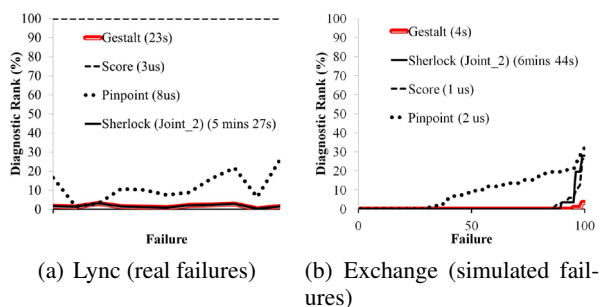 Diagnostic Rank (%)
100
90
80
70
60
50
40
30
20
10
0
Gestalt (23s)
Score (3us)
Pinpoint (8us)
Sherlock (Joint_2) (5 mins 27s)
Failure
(a) Lync (real failures)
Diagnostic Rank (%)
100
90
80
70
60
50
40
30
20
10
0
Gestalt (4s)
Sherlock (Joint_2) (6mins 44s)
Score (1 us)
Pinpoint (2 us)
0 50 100
Failure
(b) Exchange (simulated fail-
ures)